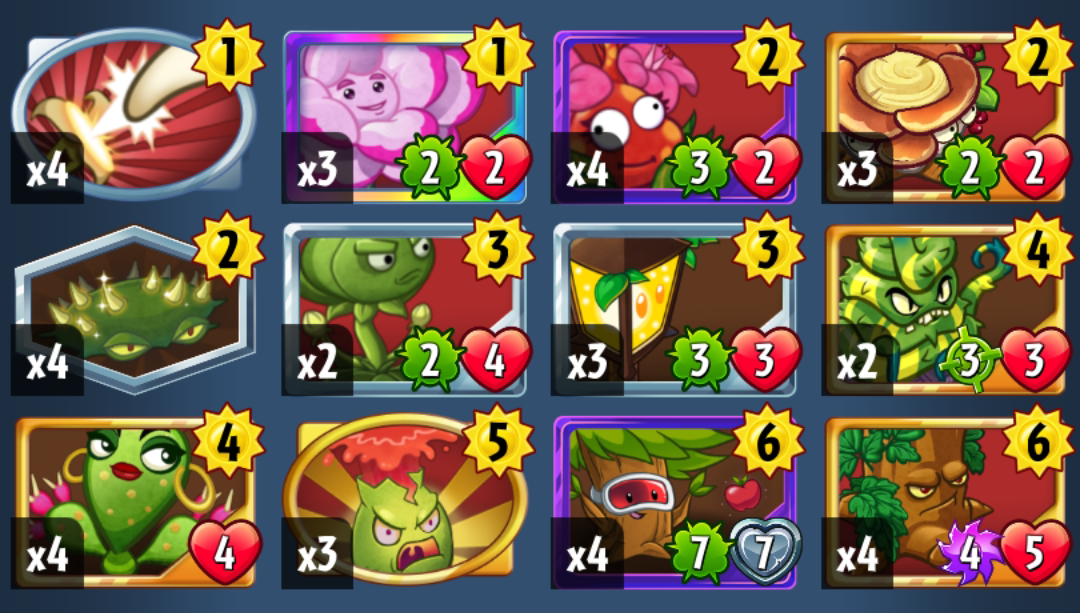 1 1 2 2
x4 x3 2 2 x4 3 2 x3 2 2
2 3 3 4
x4 x2 2 4 x3 3 3 x2 3 3
4 5 6 6
x4 4 x3 x4 7 7 x4 4 5